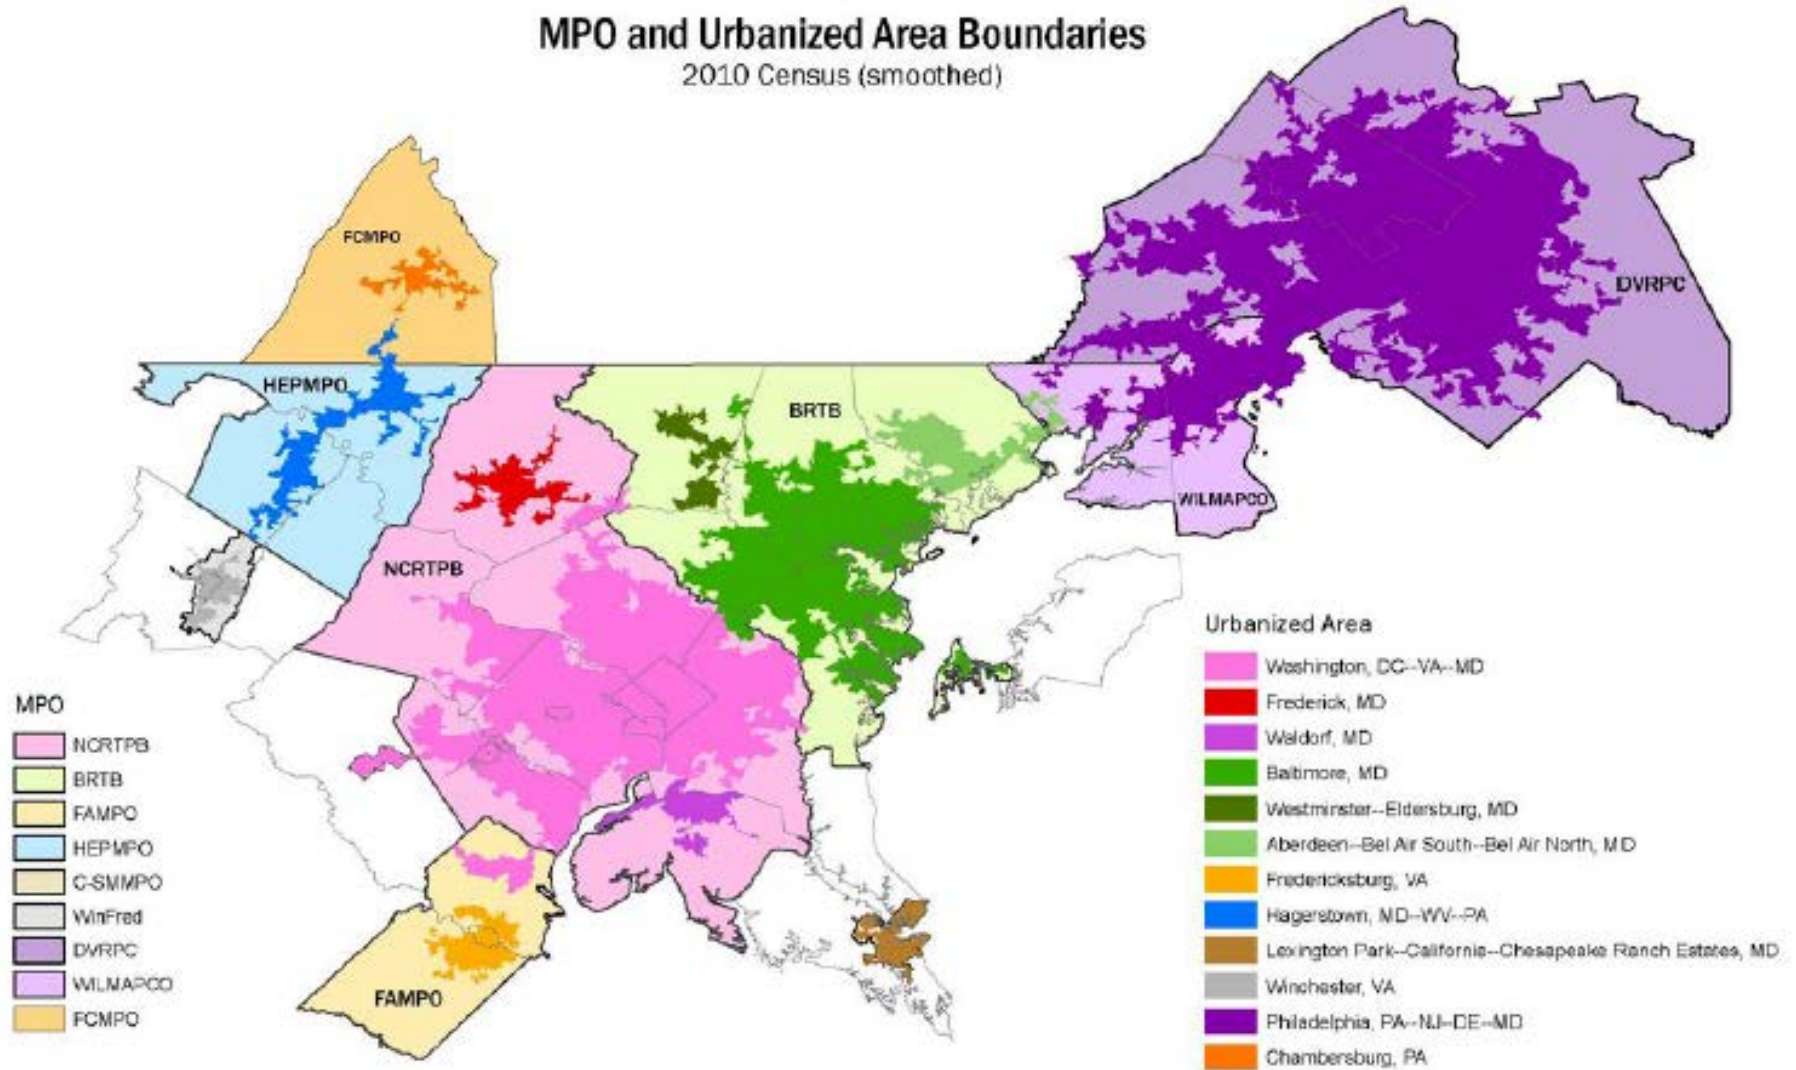 MPO and Urbanized Area Boundaries
2010 Census (smoothed)
FCMPO
DVRPC
HEPMPO
BRTB
WILMAPCO
NCRTPB
FAMPO
MPO
NCRTPB
BRTB
FAMPO
HEPMPO
C-SMMPO
WinFred
DVRPC
WILMAPCO
FCMPO
Urbanized Area
Washington, DC--VA--MD
Frederick, MD
Waldorf, MD
Baltimore, MD
Westminster--Eldersburg, MD
Aberdeen--Bel Air South--Bel Air North, MD
Fredericksburg, VA
Hagerstown, MD--WV--PA
Lexington Park--California--Chesapeake Ranch Estates, MD
Winchester, VA
Philadelphia, PA--NJ--DE--MD
Chambersburg, PA